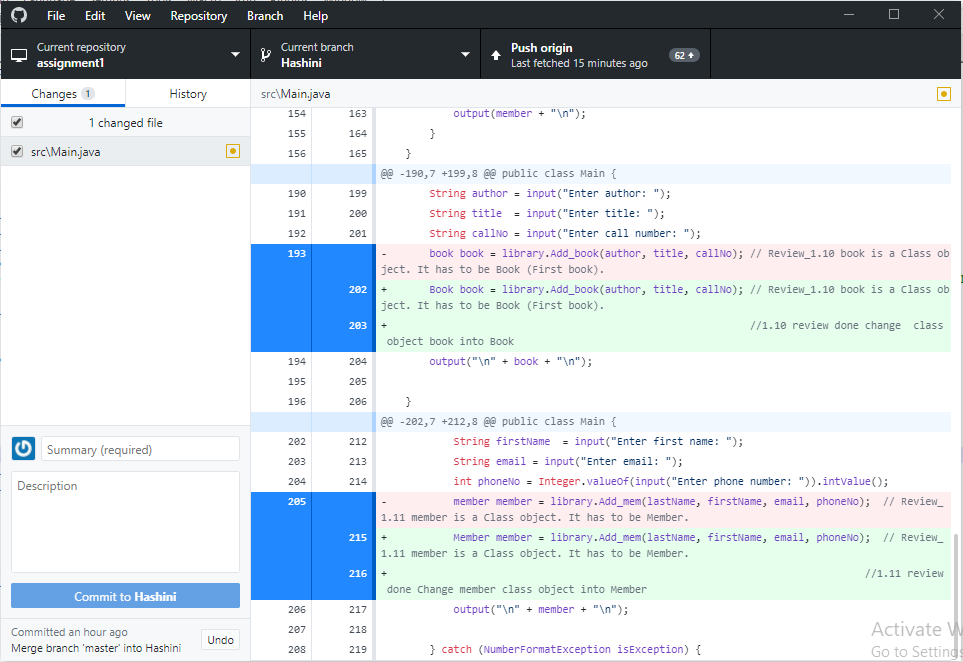 File Edit View Repository Branch Help
Current repository
assignment1
Current branch
Hashini
Push origin
Last fetched 15 minutes ago
62
Changes 1 History
1 changed file
src\Main.java
Summary (required)
Description
Commit to Hashini
Committed an hour ago
Merge branch 'master' into Hashini
Undo
src\Main.java
154 163 output(member + "\n");
155 164 }
156 165 }
@@ -190,7 +199,8 @@ public class Main {
190 199 String author = input("Enter author: ");
191 200 String title  = input("Enter title: ");
192 201 String callNo = input("Enter call number: ");
193 - book book = library.Add_book(author, title, callNo); // Review_1.10 book is a Class ob
ject. It has to be Book (First book).
202 + Book book = library.Add_book(author, title, callNo); // Review_1.10 book is a Class ob
ject. It has to be Book (First book).
203 + //1.10 review done change  class
object book into Book
194 204 output("\n" + book + "\n");
195 205
196 206 }
@@ -202,7 +212,8 @@ public class Main {
202 212 String firstName  = input("Enter first name: ");
203 213 String email = input("Enter email: ");
204 214 int phoneNo = Integer.valueOf(input("Enter phone number: ")).intValue();
205 - member member = library.Add_mem(lastName, firstName, email, phoneNo);  // Review_
1.11 member is a Class object. It has to be Member.
215 + Member member = library.Add_mem(lastName, firstName, email, phoneNo);  // Review_
1.11 member is a Class object. It has to be Member.
216 + //1.11 review
done Change member class object into Member
206 217 output("\n" + member + "\n");
207 218
208 219 } catch (NumberFormatException isException) {
Activate
Go to Settings